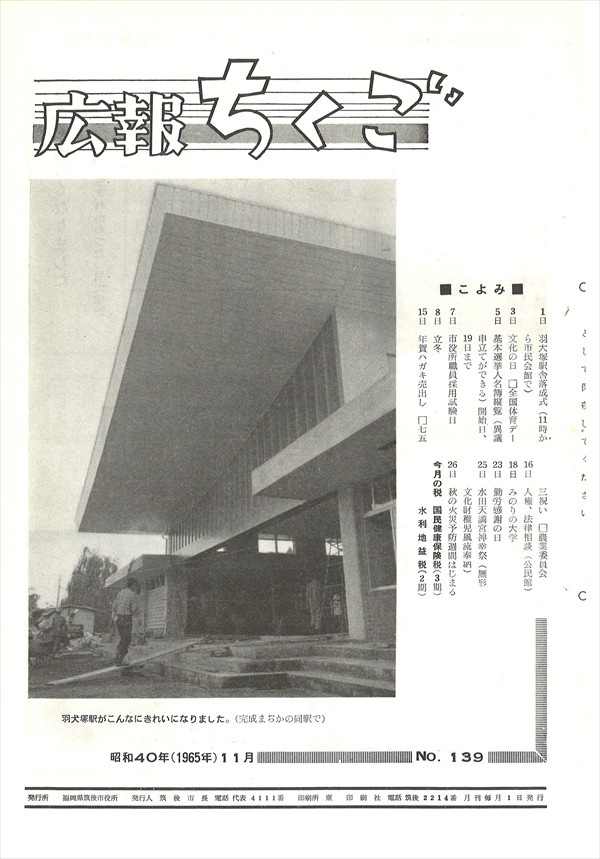 広報ちくご
■こよみ■
1日 羽犬塚駅舎落成式(11時か
ら市民会館で)
3日 文化の日 □全国体育デー
5日 基本選挙人名簿縦覧(異議
申立てができる)開始日、
19日まで
7日 市役所職員採用試験日
8日 立冬
15日 年賀ハガキ売出し □七五
三祝い □農業委員会
16日 人権、法律相談(公民館)
18日 みのりの大学
23日 勤労感謝の日
25日 水田天満宮神幸祭(無形
文化財稚児風流奉納)
26日 秋の火災予防週間はじまる
今月の税 国民健康保険税(3期)
水利地益税(2期)
羽犬塚駅がこんなにきれいになりました。(完成まぢかの同駅で)
昭和40年(1965年)11月 No. 139
発行所 福岡県筑後市役所 発行人 筑後市長 電話代表4111番 印刷所 東印刷社 電話筑後2214番 月刊毎月1日発行